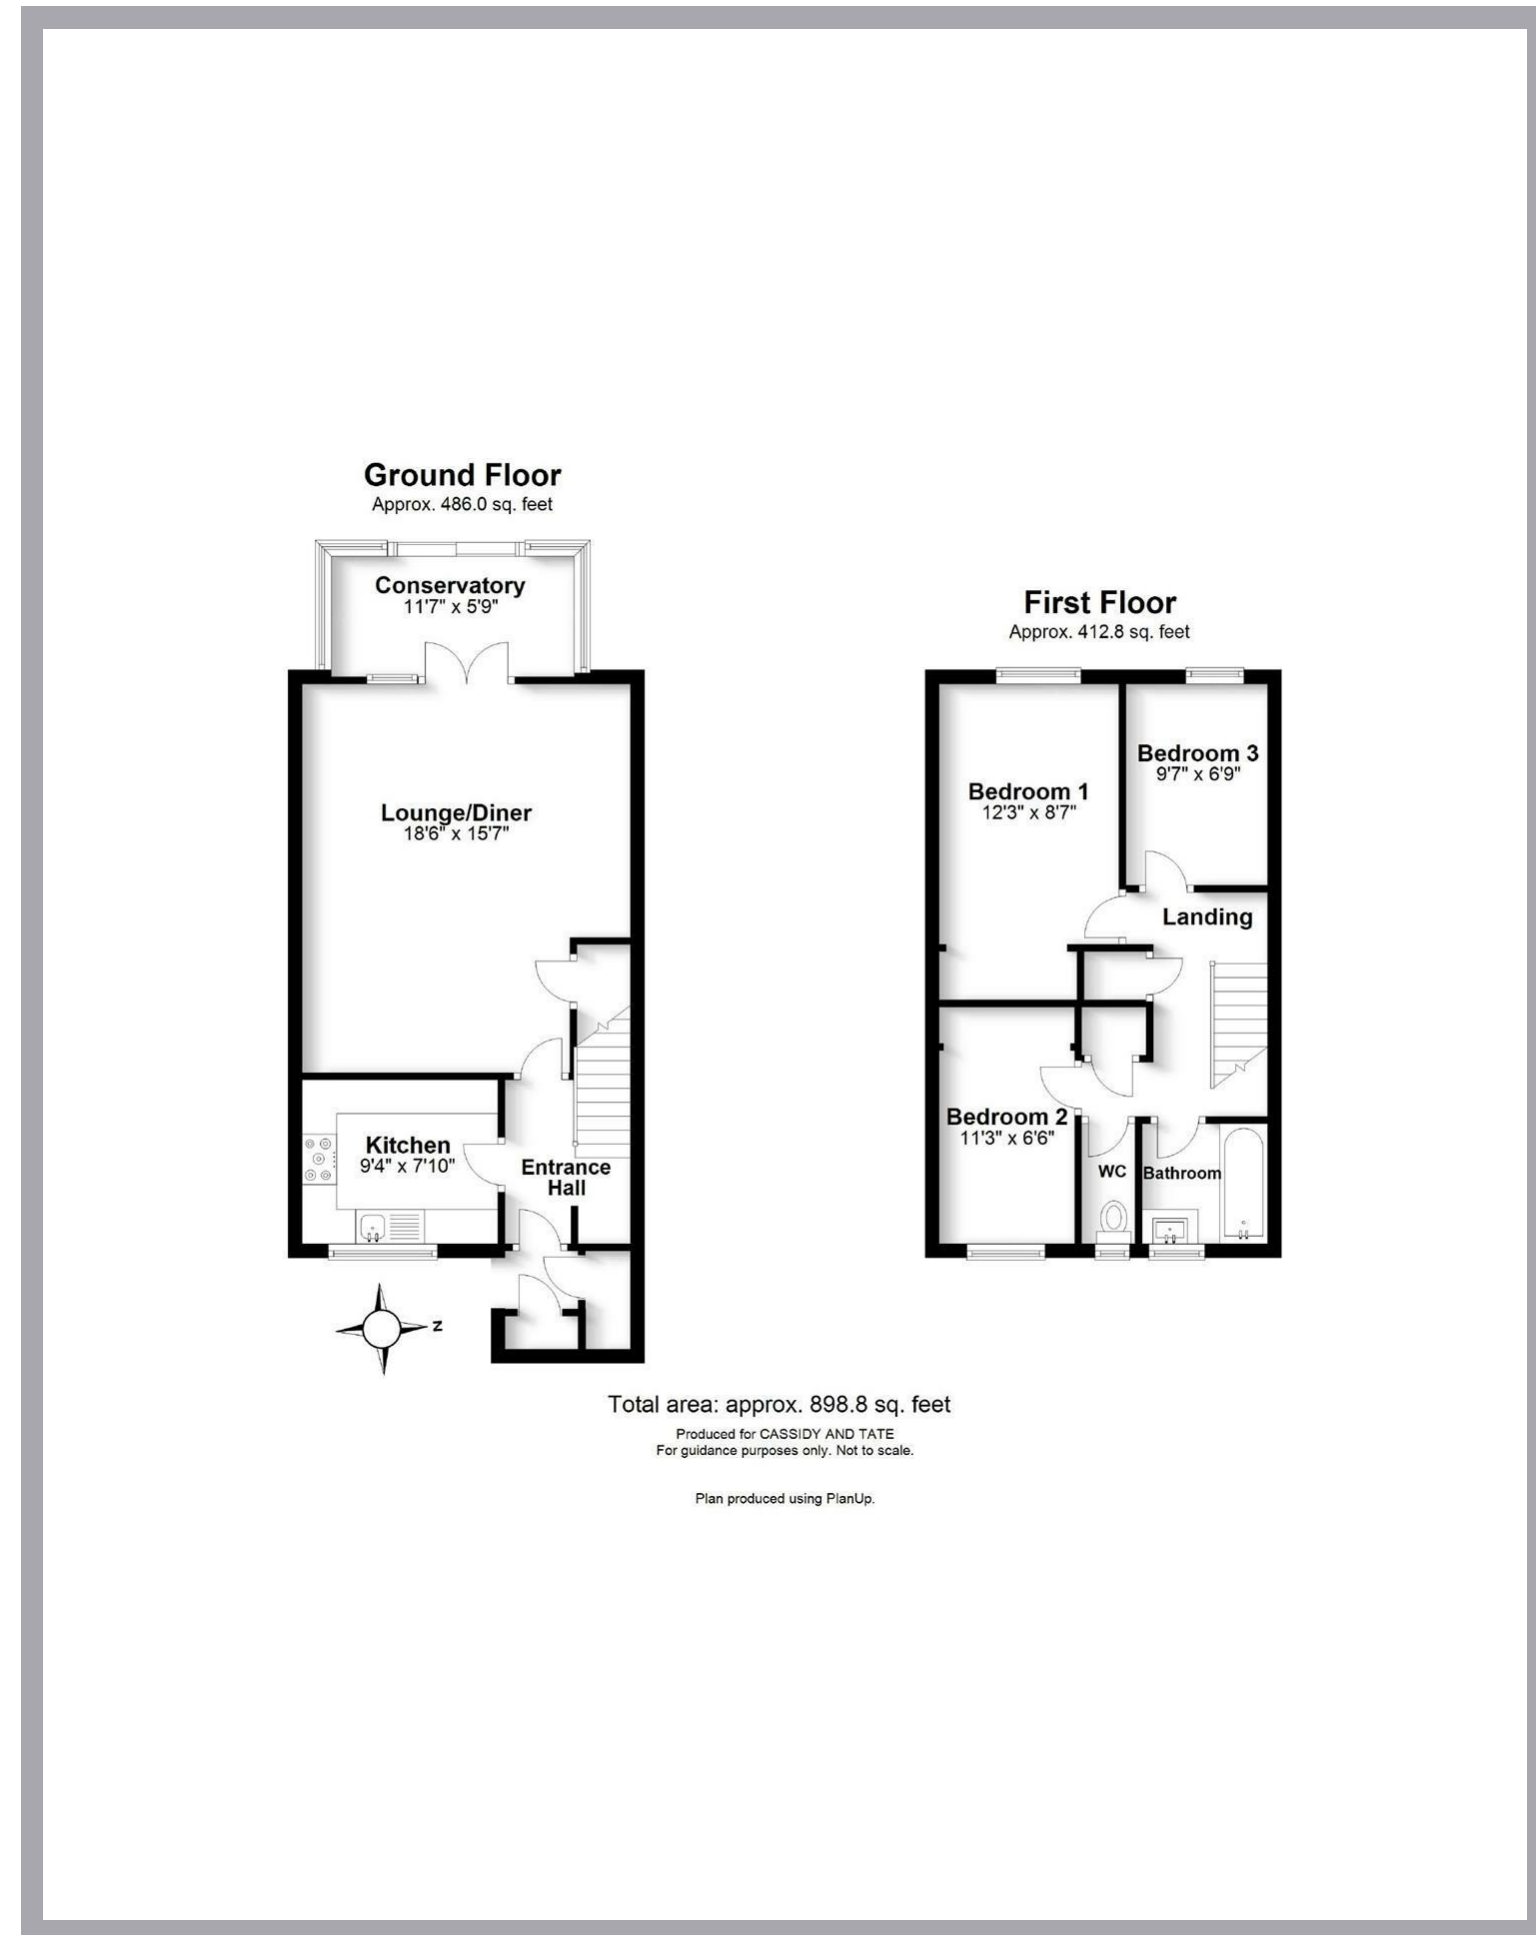 Ground Floor
Approx. 486.0 sq. feet
Conservatory
11'7" x 5'9"
Lounge/Diner
18'6" x 15'7"
Kitchen
9'4" x 7'10"
Entrance
Hall
N
First Floor
Approx. 412.8 sq. feet
Bedroom 3
9'7" x 6'9"
Bedroom 1
12'3" x 8'7"
Landing
Bedroom 2
11'3" x 6'6"
WC
Bathroom
Total area: approx. 898.8 sq. feet
Produced for CASSIDY AND TATE
For guidance purposes only. Not to scale.
Plan produced using PlanUp.